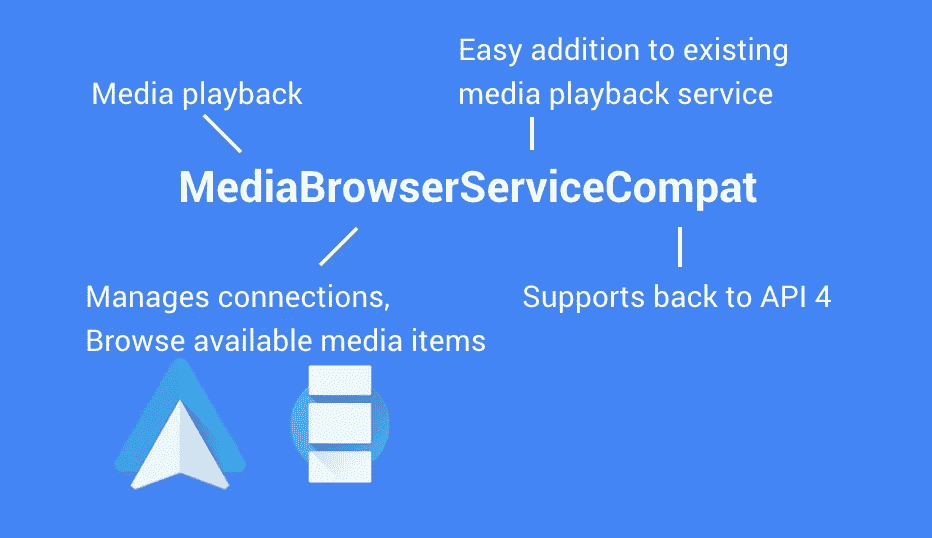 Media playback
Easy addition to existing
media playback service
MediaBrowserServiceCompat
Manages connections,
Browse available media items
Supports back to API 4